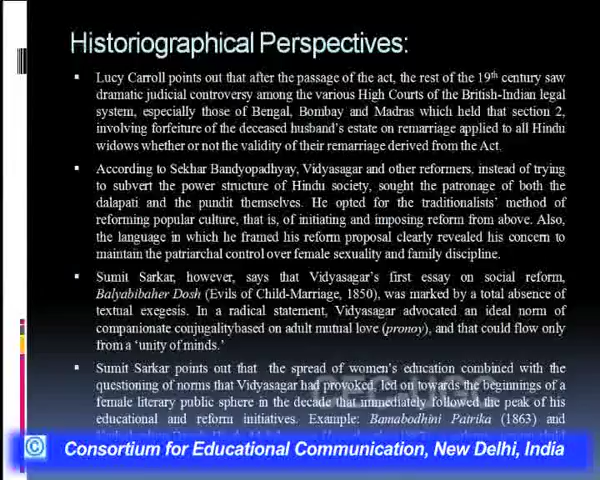 Historiographical Perspectives:
▪ Lucy Carroll points out that after the passage of the act, the rest of the 19th century saw
dramatic judicial controversy among the various High Courts of the British-Indian legal
system, especially those of Bengal, Bombay and Madras which held that section 2,
involving forfeiture of the deceased husband's estate on remarriage applied to all Hindu
widows whether or not the validity of their remarriage derived from the Act.
▪ According to Sekhar Bandyopadhyay, Vidyasagar and other reformers, instead of trying
to subvert the power structure of Hindu society, sought the patronage of both the
dalapati and the pundit themselves. He opted for the traditionalists' method of
reforming popular culture, that is, of initiating and imposing reform from above. Also,
the language in which he framed his reform proposal clearly revealed his concern to
maintain the patriarchal control over female sexuality and family discipline.
▪ Sumit Sarkar, however, says that Vidyasagar's first essay on social reform,
Balyabibaher Dosh (Evils of Child-Marriage, 1850), was marked by a total absence of
textual exegesis. In a radical statement, Vidyasagar advocated an ideal norm of
companionate conjugalitybased on adult mutual love (pronoy), and that could flow only
from a 'unity of minds.'
▪ Sumit Sarkar points out that the spread of women's education combined with the
questioning of norms that Vidyasagar had provoked, led on towards the beginnings of a
female literary public sphere in the decade that immediately followed the peak of his
educational and reform initiatives. Example: Bamabodhini Patrika (1863) and
CEC-UGC
© Consortium for Educational Communication, New Delhi, India